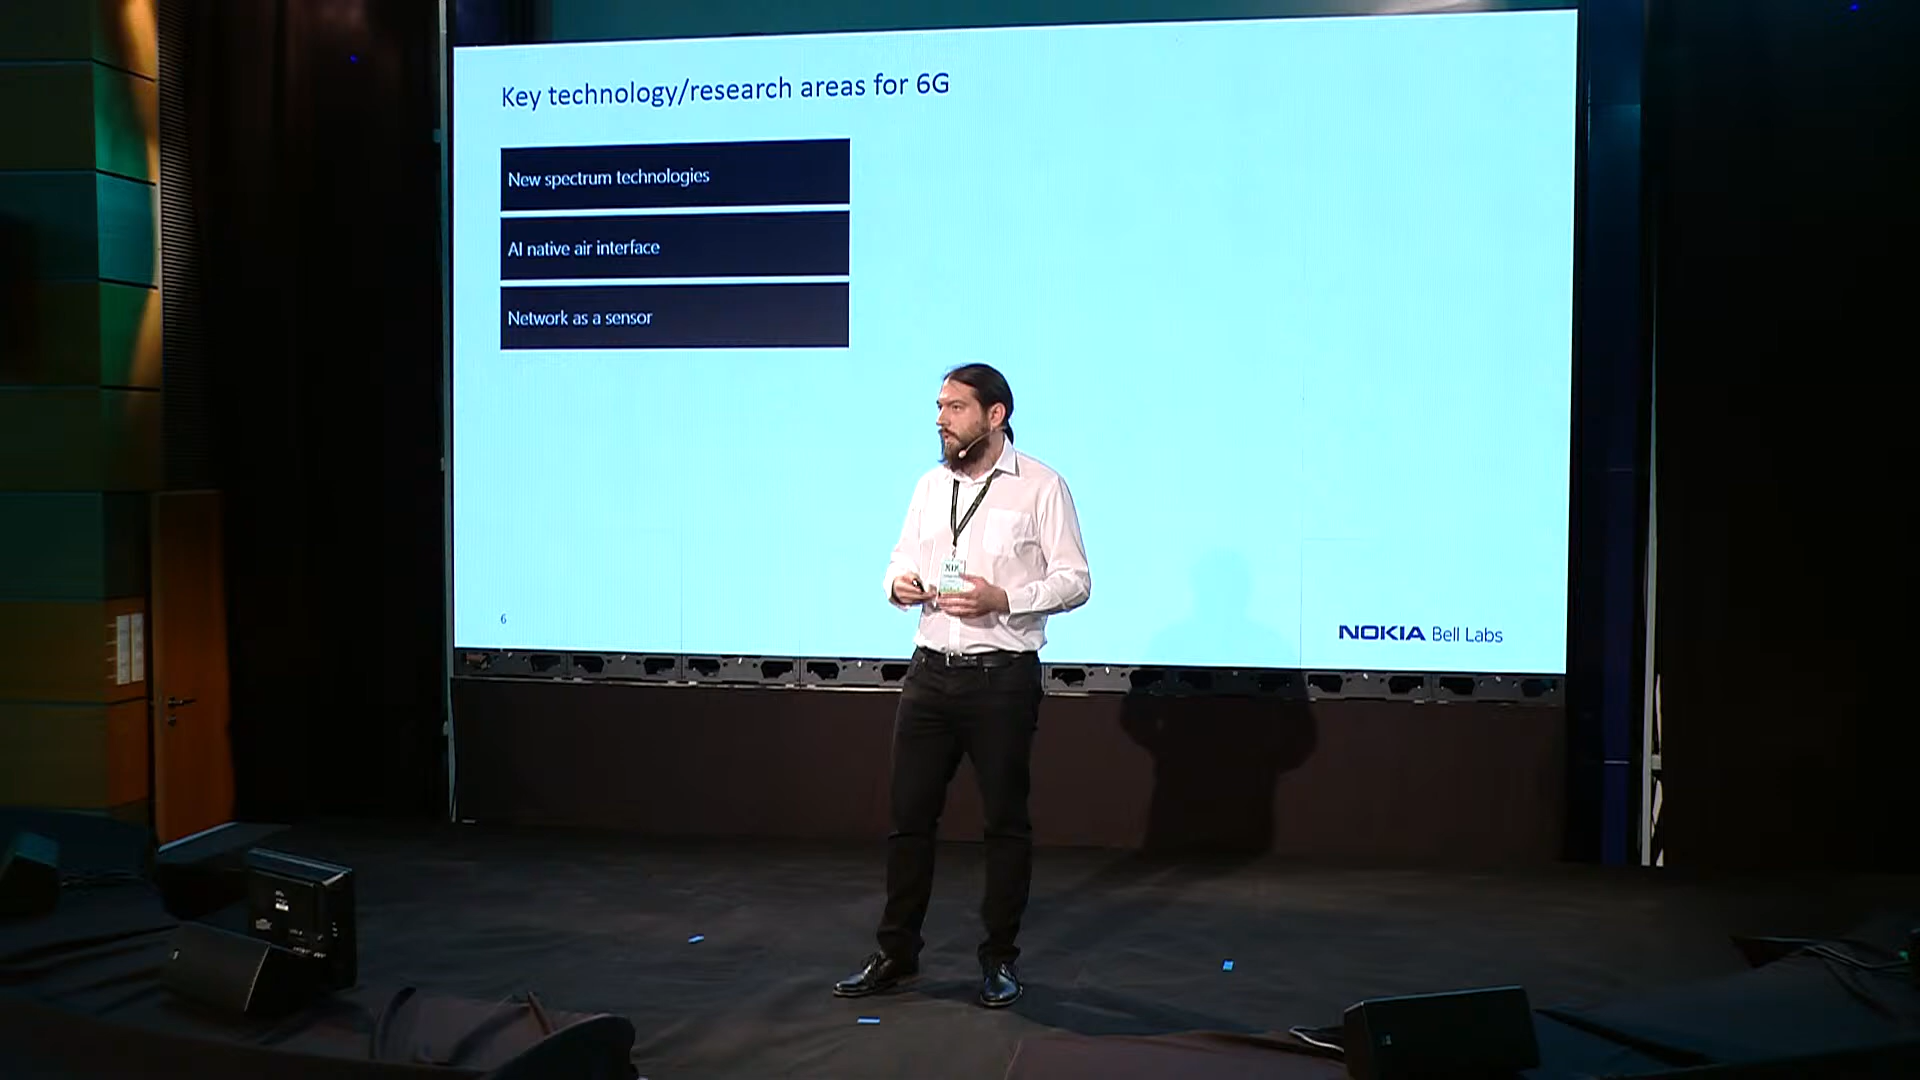 Key technology/research areas for 6G
New spectrum technologies
AI native air interface
Network as a sensor
6
NOKIA Bell Labs